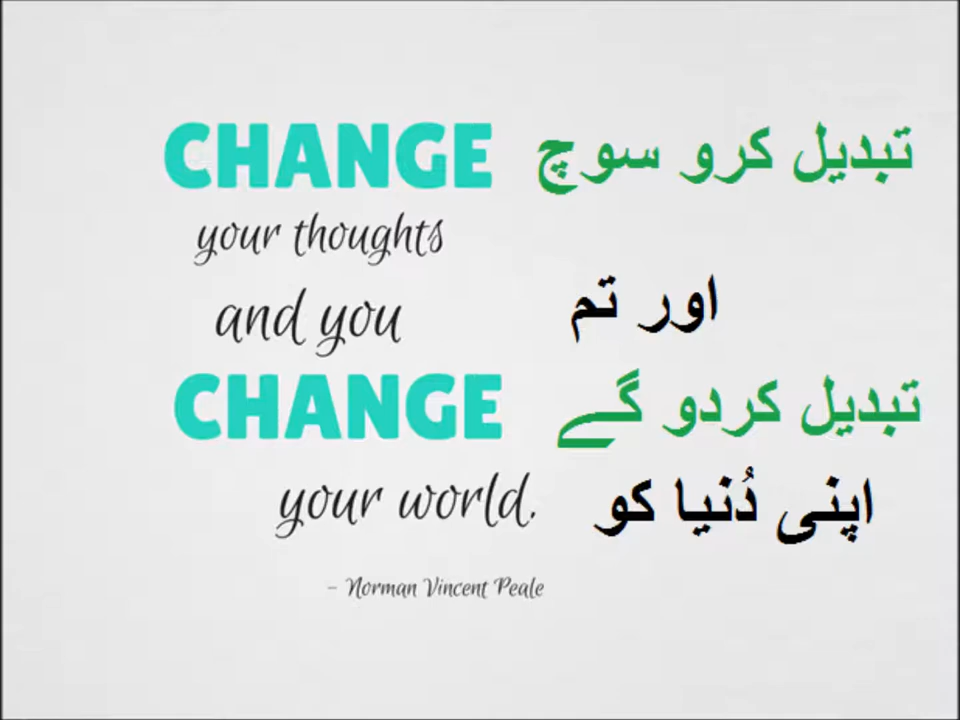 CHANGE تبدیل کرو سوچ
your thoughts
and you اور تم
CHANGE تبدیل کردو گے
your world. اپنی دُنیا کو
– Norman Vincent Peale